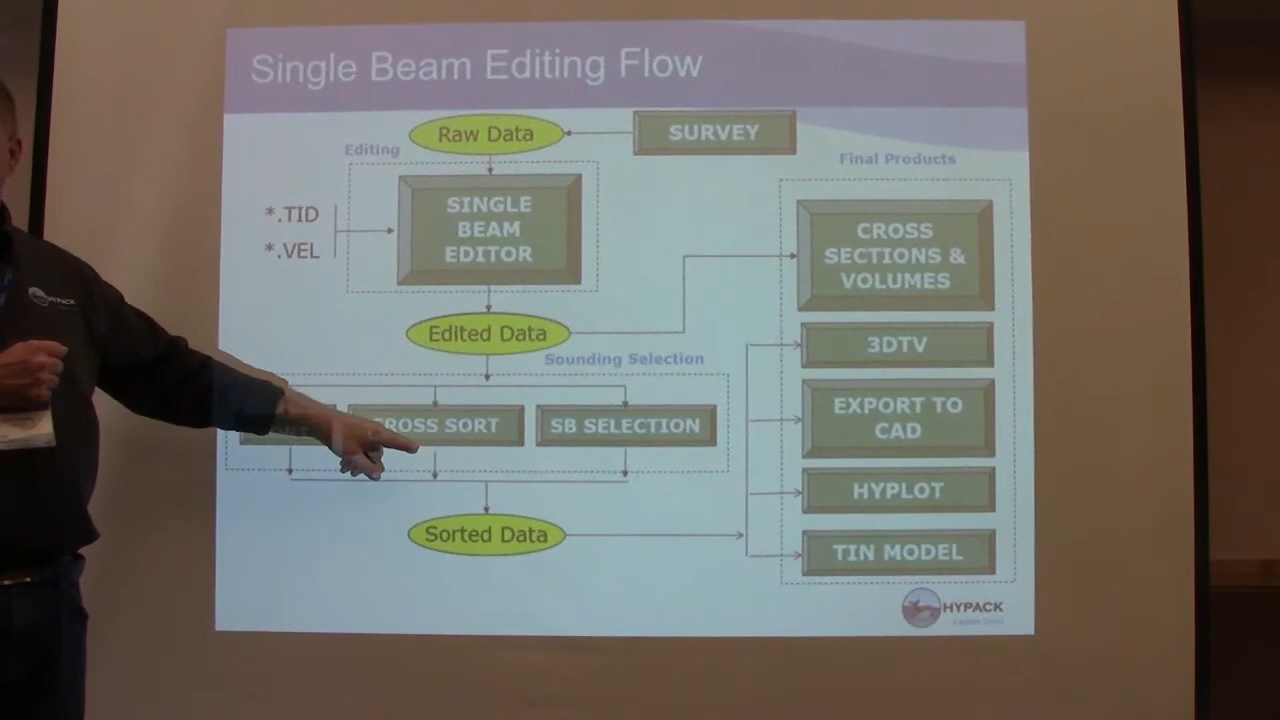 Single Beam Editing Flow
Raw Data
SURVEY
Editing
Final Products
*.TID
*.VEL
SINGLE
BEAM
EDITOR
CROSS
SECTIONS &
VOLUMES
Edited Data
3DTV
Sounding Selection
CROSS SORT
SB SELECTION
EXPORT TO
CAD
HYPLOT
Sorted Data
TIN MODEL
HYPACK
HYPACK